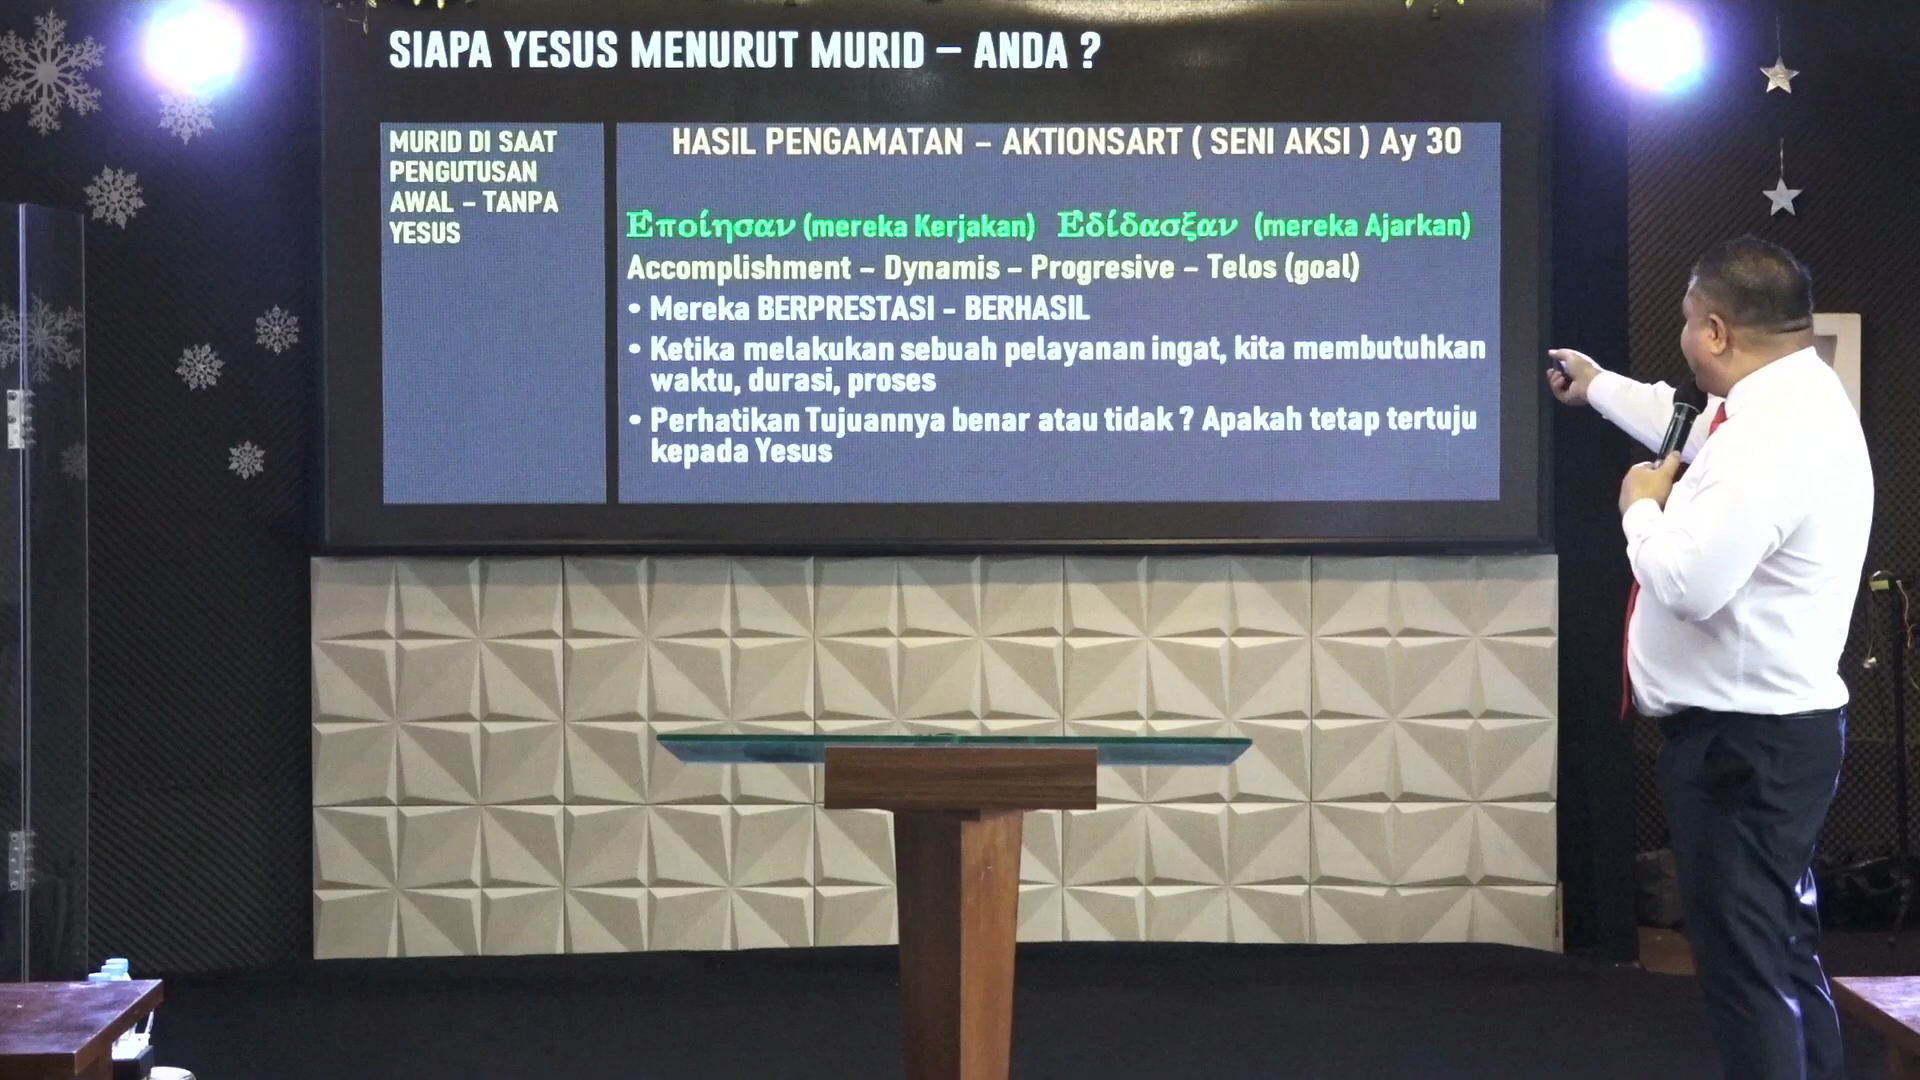 SIAPA YESUS MENURUT MURID – ANDA ?
MURID DI SAAT
PENGUTUSAN
AWAL – TANPA
YESUS
HASIL PENGAMATAN – AKTIONSART ( SENI AKSI ) Ay 30
Εποίησαν (mereka Kerjakan) Εδίδασξαν (mereka Ajarkan)
Accomplishment – Dynamis – Progresive – Telos (goal)
• Mereka BERPRESTASI – BERHASIL
• Ketika melakukan sebuah pelayanan ingat, kita membutuhkan
waktu, durasi, proses
• Perhatikan Tujuannya benar atau tidak ? Apakah tetap tertuju
kepada Yesus